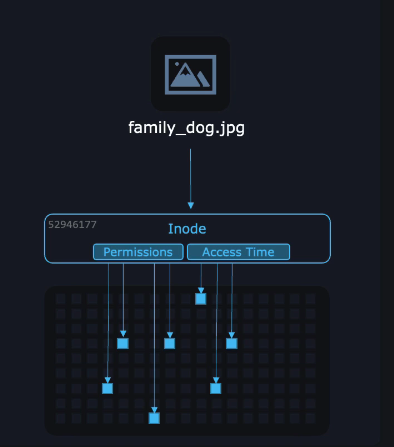 family_dog.jpg
52946177
Inode
Permissions
Access Time